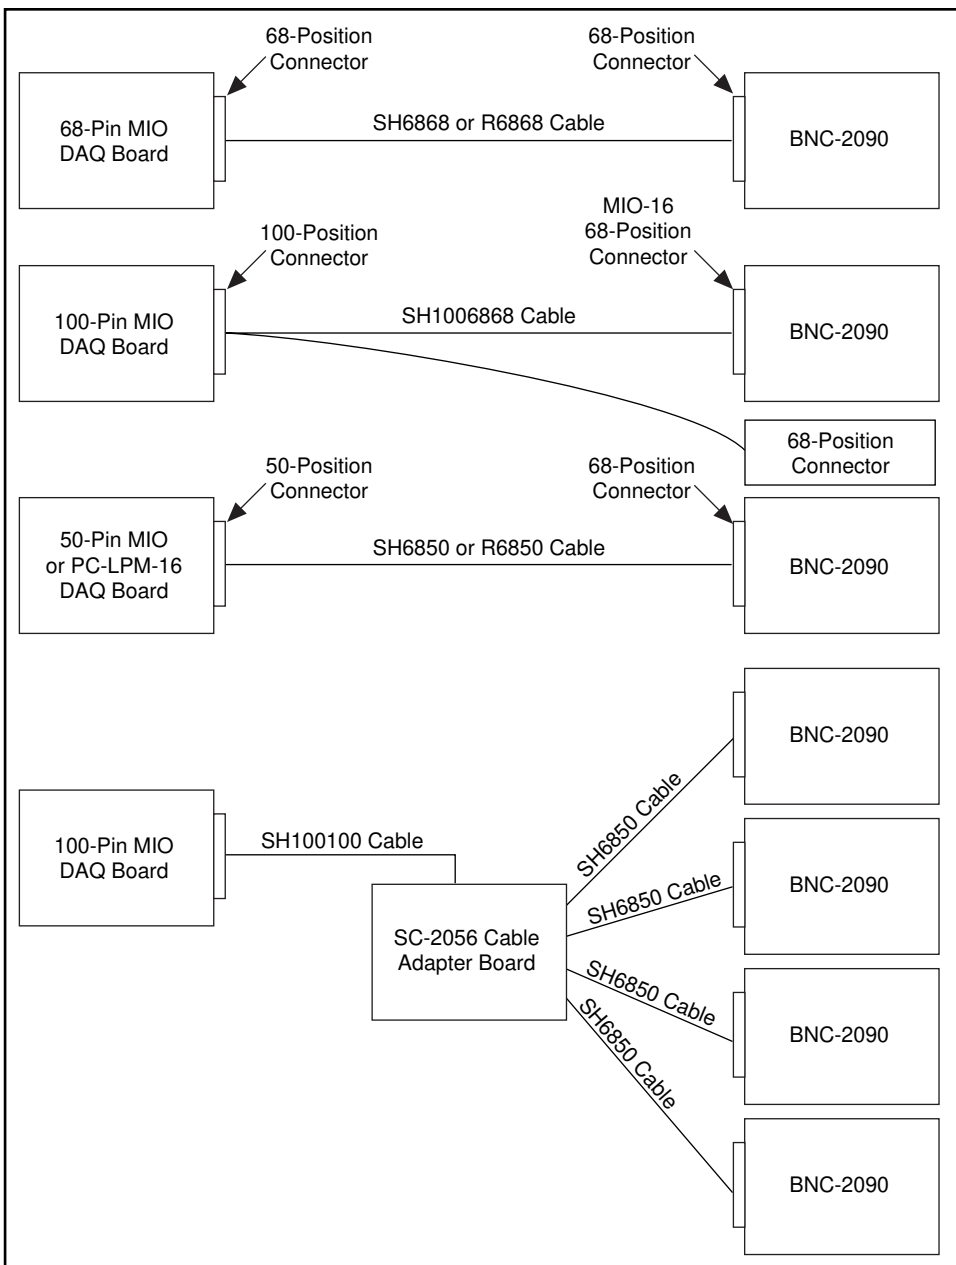 68-Position
Connector
68-Position
Connector
68-Pin MIO
DAQ Board
SH6868 or R6868 Cable
BNC-2090
100-Position
Connector
MIO-16
68-Position
Connector
100-Pin MIO
DAQ Board
SH1006868 Cable
BNC-2090
68-Position
Connector
50-Position
Connector
68-Position
Connector
50-Pin MIO
or PC-LPM-16
DAQ Board
SH6850 or R6850 Cable
BNC-2090
100-Pin MIO
DAQ Board
SH100100 Cable
SC-2056 Cable
Adapter Board
SH6850 Cable
BNC-2090
SH6850 Cable
BNC-2090
SH6850 Cable
BNC-2090
SH6850 Cable
BNC-2090